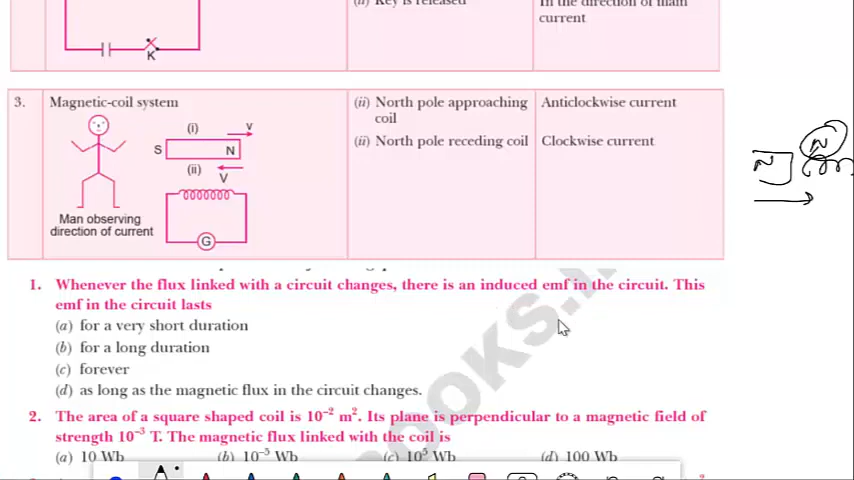 (ii) Key is released
In the direction of main
current
K
3. Magnetic-coil system
(ii) North pole approaching
coil
Anticlockwise current
(ii) North pole receding coil
Clockwise current
(i)
v
S
N
(ii)
V
G
Man observing
direction of current
N
N
1. Whenever the flux linked with a circuit changes, there is an induced emf in the circuit. This
emf in the circuit lasts
(a) for a very short duration
(b) for a long duration
(c) forever
(d) as long as the magnetic flux in the circuit changes.
2. The area of a square shaped coil is 10⁻² m². Its plane is perpendicular to a magnetic field of
strength 10⁻³ T. The magnetic flux linked with the coil is
(a) 10 Wb (b) 10⁻⁵ Wb (c) 10⁵ Wb (d) 100 Wb